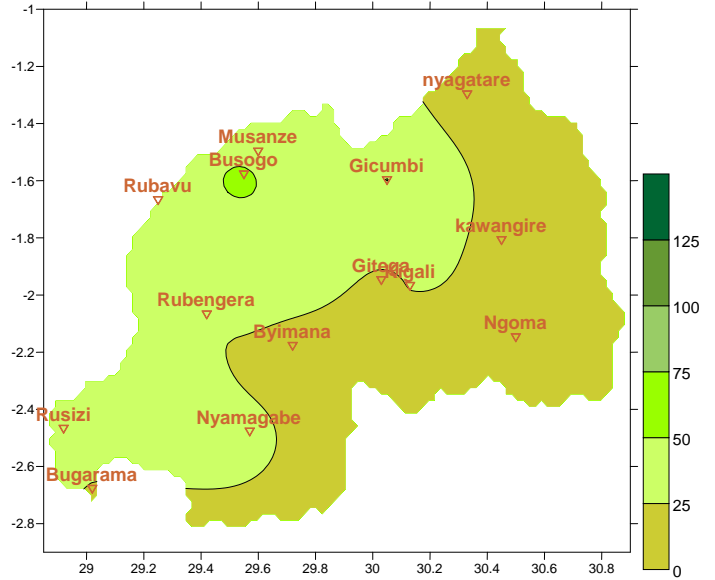 -1
-1.2
-1.4
-1.6
-1.8
-2
-2.2
-2.4
-2.6
-2.8
nyagatare
Musanze
Busogo
Gicumbi
Rubavu
kawangire
Gitega
Kigali
Rubengera
Ngoma
Byimana
Rusizi
Nyamagabe
Bugarama
29
29.2
29.4
29.6
29.8
30
30.2
30.4
30.6
30.8
125
100
75
50
25
0